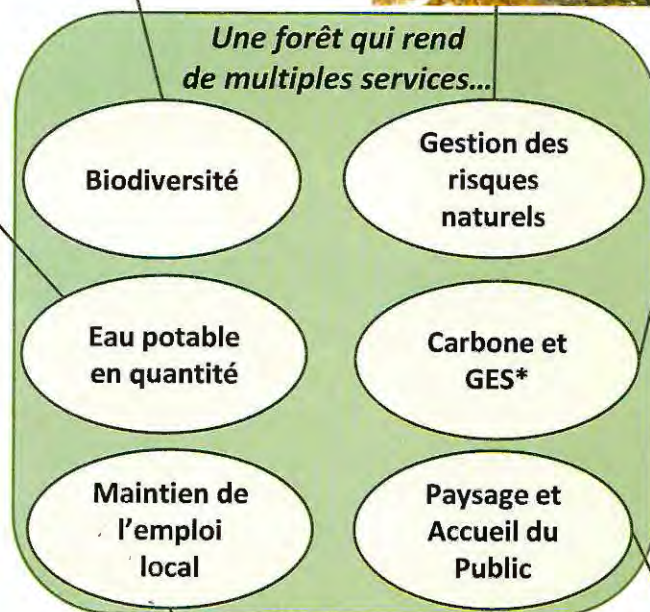 Une forêt qui rend
de multiples services...
Biodiversité
Gestion des
risques
naturels
Eau potable
en quantité
Carbone et
GES*
Maintien de
l'emploi
local
Paysage et
Accueil du
Public